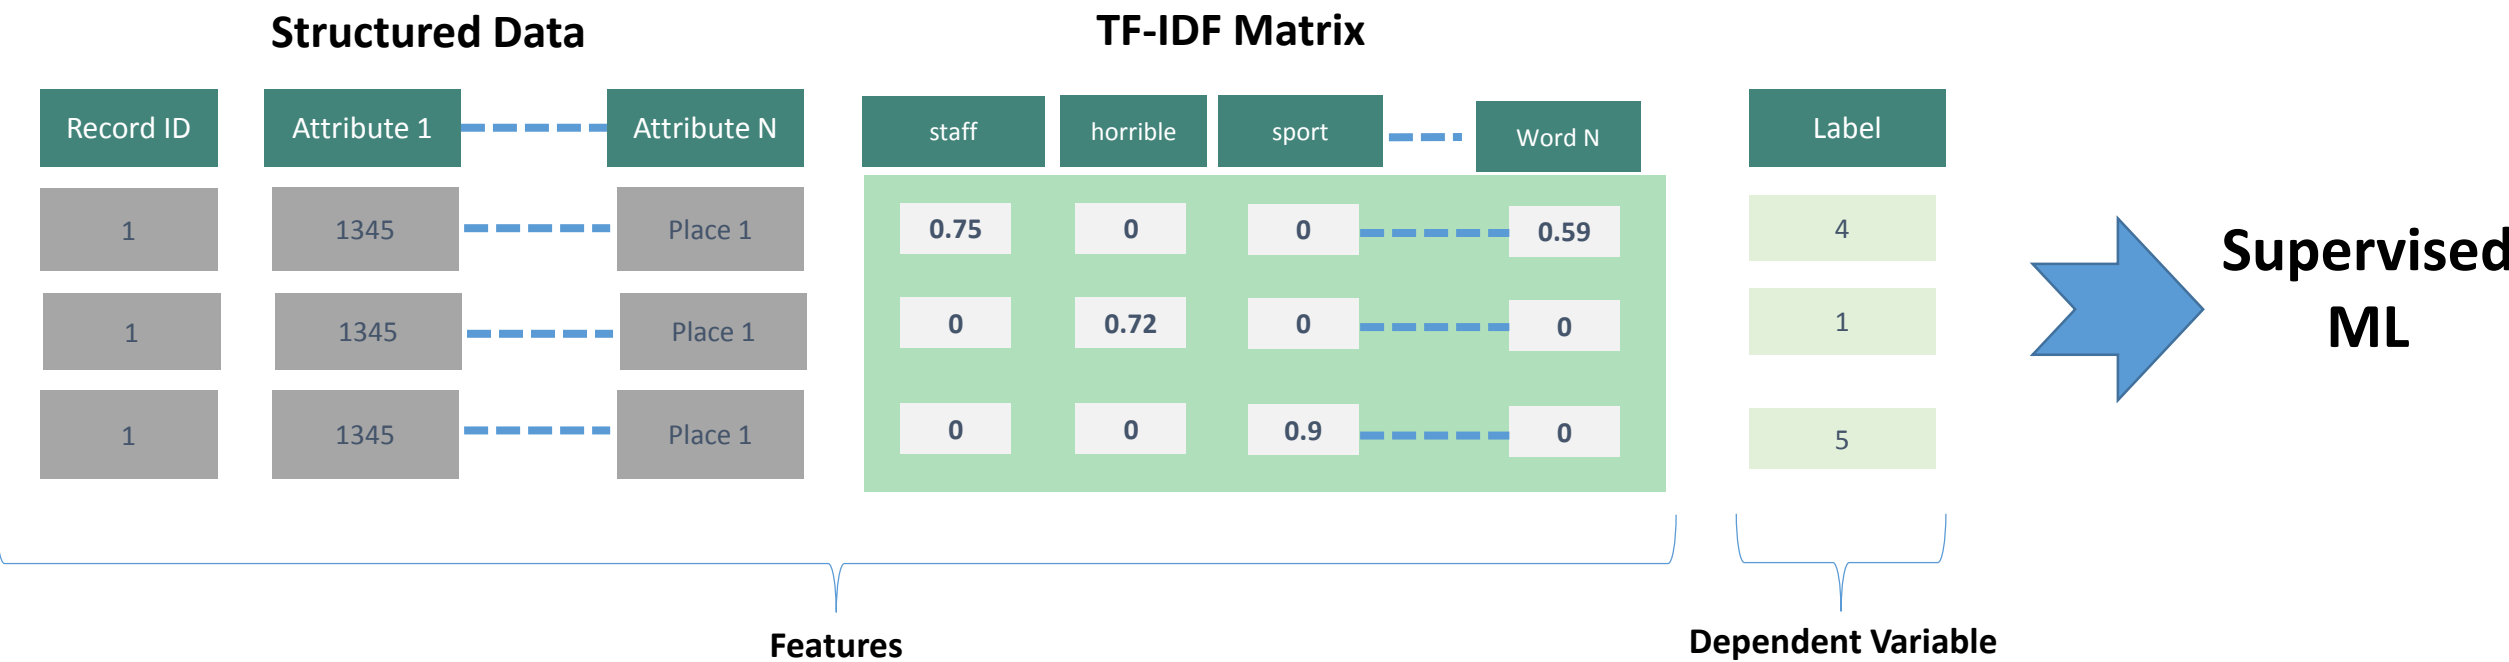 Structured Data TF-IDF Matrix
Record ID Attribute 1 Attribute N staff horrible sport Word N Label
1 1345 Place 1 0.75 0 0 0.59 4
1 1345 Place 1 0 0.72 0 0 1
1 1345 Place 1 0 0 0.9 0 5
Supervised
ML
Features Dependent Variable